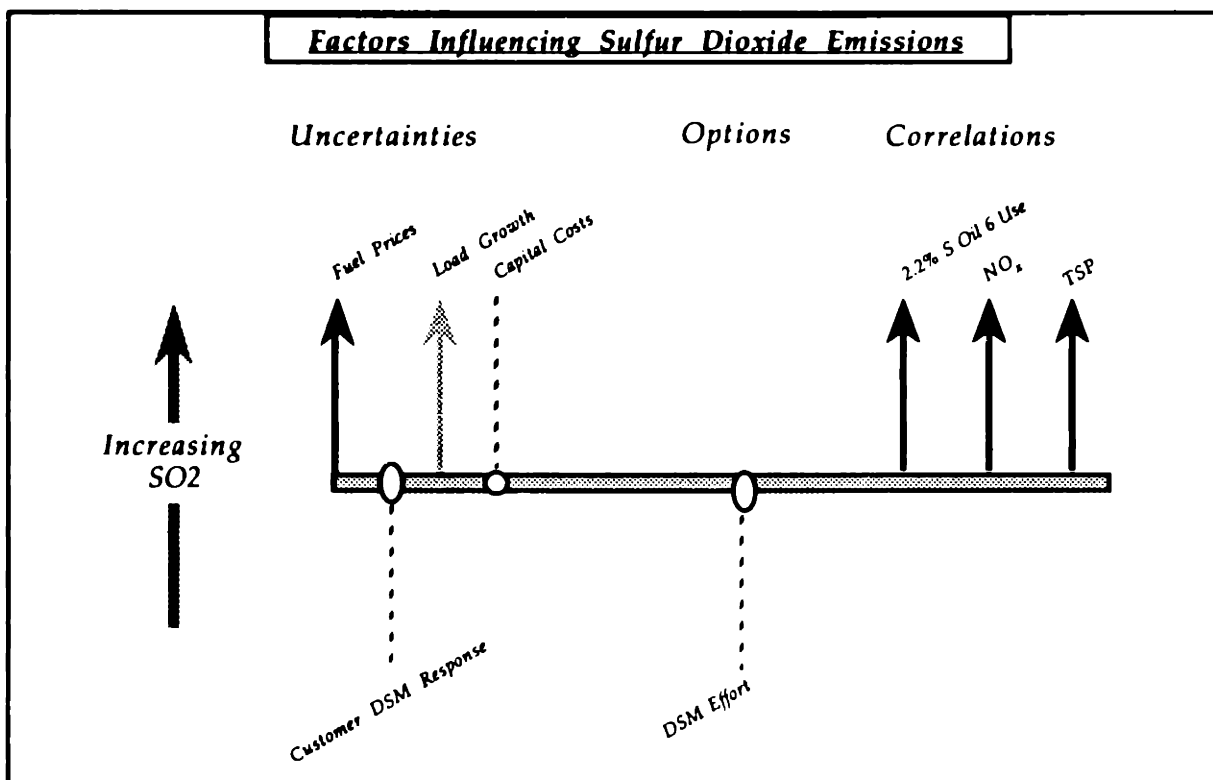 Factors Influencing Sulfur Dioxide Emissions
Uncertainties
Options
Correlations
Fuel Prices
Load Growth
Capital Costs
2.2% S Oil 6 Use
NOx
TSP
Increasing
SO2
Customer DSM Response
DSM Effort